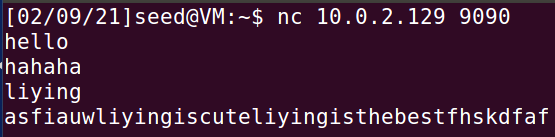 [02/09/21]seed@VM:~$ nc 10.0.2.129 9090
hello
hahaha
liying
asfiauwliyingiscuteliyingisthebestfhskdfaf